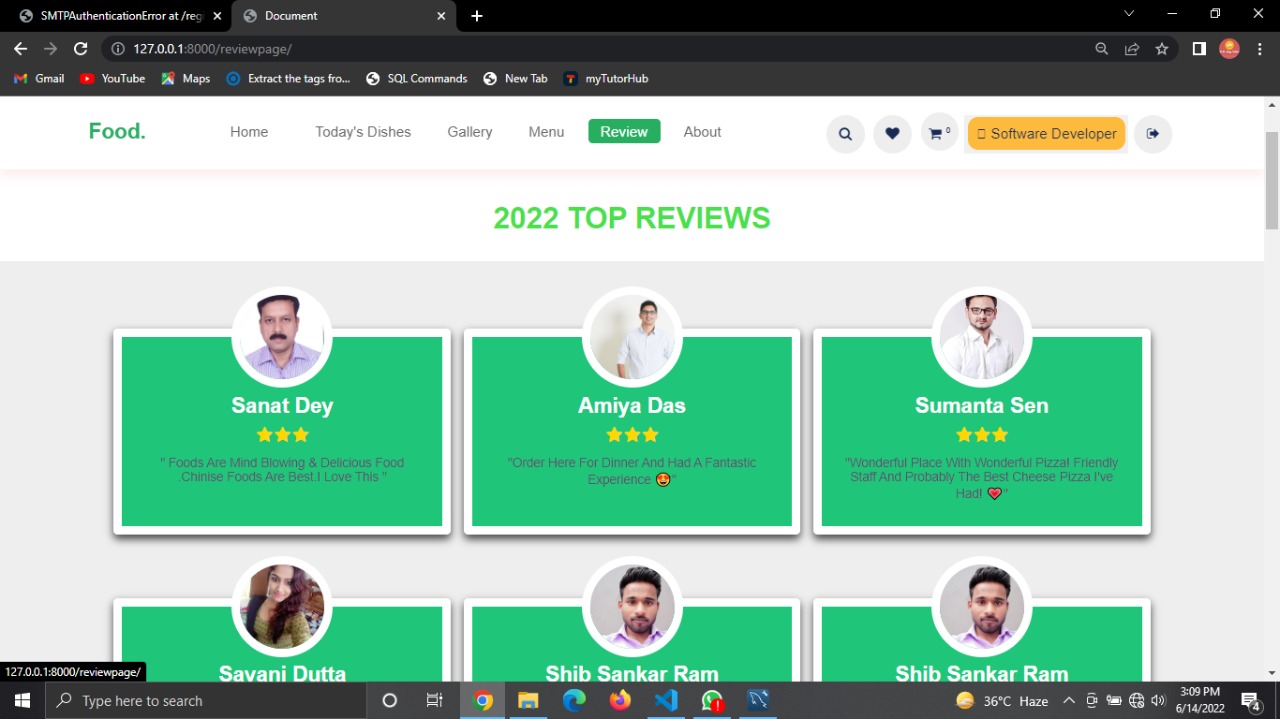 SMTPAuthenticationError at /reg
Document
127.0.0.1:8000/reviewpage/
Gmail
YouTube
Maps
Extract the tags fro...
SQL Commands
New Tab
myTutorHub
Food.
Home
Today's Dishes
Gallery
Menu
Review
About
0
Software Developer
2022 TOP REVIEWS
Sanat Dey
" Foods Are Mind Blowing & Delicious Food
.Chinise Foods Are Best.I Love This "
Amiya Das
"Order Here For Dinner And Had A Fantastic
Experience 😍"
Sumanta Sen
"Wonderful Place With Wonderful Pizza! Friendly
Staff And Probably The Best Cheese Pizza I've
Had! 💗"
Sayani Dutta
Shib Sankar Ram
Shib Sankar Ram
127.0.0.1:8000/reviewpage/
Type here to search
36°C Haze
3:09 PM
6/14/2022
4